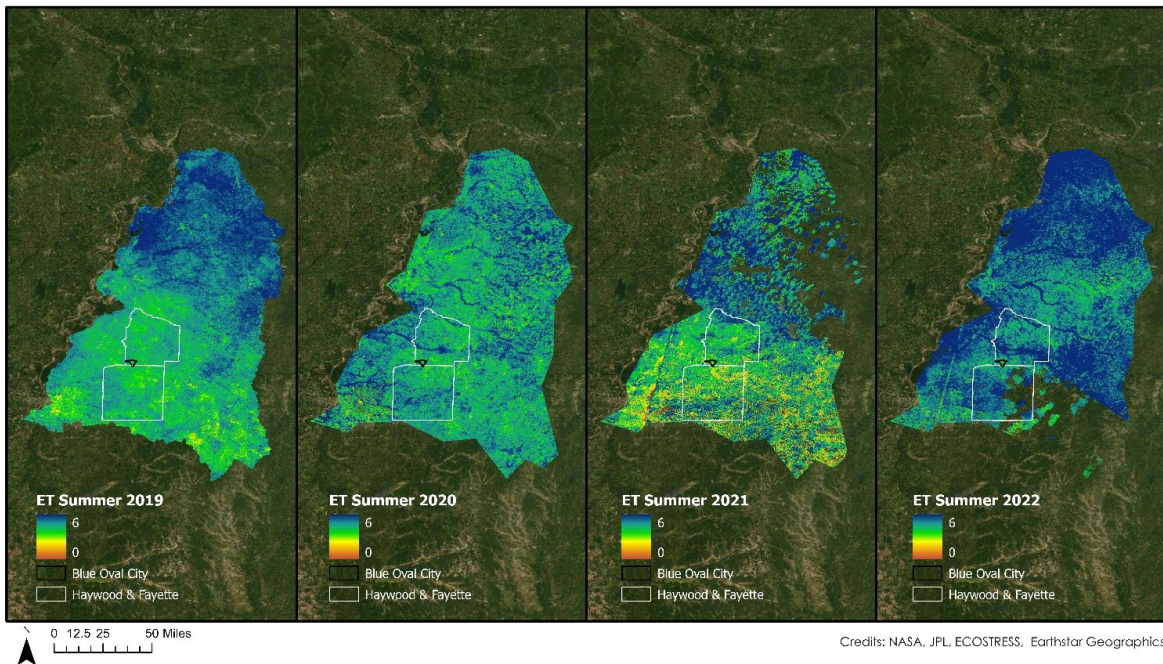 ET Summer 2019
6
0
Blue Oval City
Haywood & Fayette
ET Summer 2020
6
0
Blue Oval City
Haywood & Fayette
ET Summer 2021
6
0
Blue Oval City
Haywood & Fayette
ET Summer 2022
6
0
Blue Oval City
Haywood & Fayette
0 12.5 25 50 Miles
Credits: NASA, JPL, ECOSTRESS, Earthstar Geographics